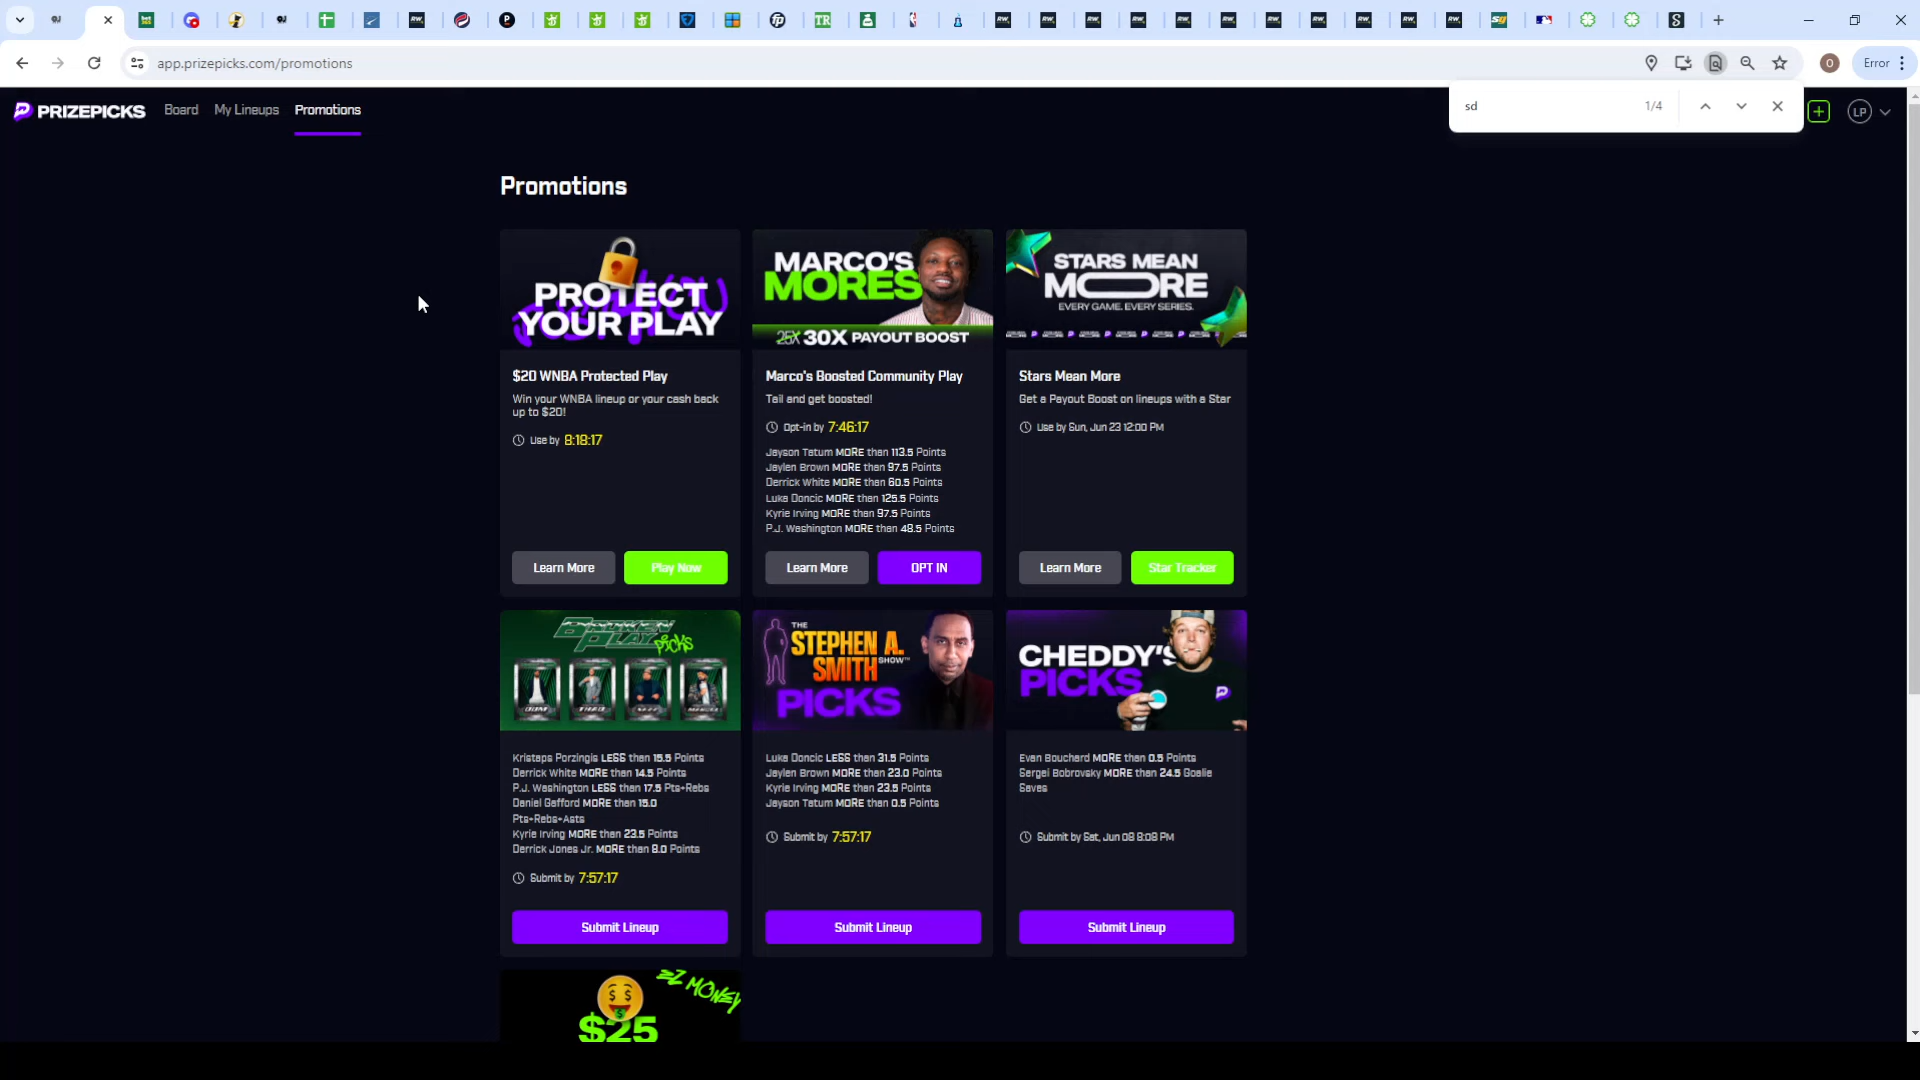 app.prizepicks.com/promotions
Error
sd
1/4
PRIZEPICKS
Board
My Lineups
Promotions
LP
Promotions
PROTECT
YOUR PLAY
$20 WNBA Protected Play
Win your WNBA lineup or your cash back
up to $20!
Use by 8:18:17
Learn More
Play Now
MARCO'S
MORES
25X 30X PAYOUT BOOST
Marco's Boosted Community Play
Tail and get boosted!
Opt-in by 7:46:17
Jayson Tatum MORE than 113.5 Points
Jaylen Brown MORE than 97.5 Points
Derrick White MORE than 60.5 Points
Luka Doncic MORE than 125.5 Points
Kyrie Irving MORE than 97.5 Points
P.J. Washington MORE than 48.5 Points
Learn More
OPT IN
STARS MEAN
MOORE
EVERY GAME. EVERY SERIES.
Stars Mean More
Get a Payout Boost on lineups with a Star
Use by Sun, Jun 23 12:00 PM
Learn More
Star Tracker
BROKEN
PLAY
PICKS
Kristaps Porzingis LESS than 15.5 Points
Derrick White MORE than 14.5 Points
P.J. Washington LESS than 17.5 Pts+Rebs
Daniel Gafford MORE than 15.0
Pts+Rebs+Asts
Kyrie Irving MORE than 23.5 Points
Derrick Jones Jr. MORE than 8.0 Points
Submit by 7:57:17
Submit Lineup
THE
STEPHEN A.
SMITH
SHOW™
PICKS
Luka Doncic LESS than 31.5 Points
Jaylen Brown MORE than 23.0 Points
Kyrie Irving MORE than 23.5 Points
Jayson Tatum MORE than 0.5 Points
Submit by 7:57:17
Submit Lineup
CHEDDY'S
PICKS
Evan Bouchard MORE than 0.5 Points
Sergei Bobrovsky MORE than 24.5 Goalie
Saves
Submit by Sat, Jun 08 8:08 PM
Submit Lineup
EZ MONEY
$25